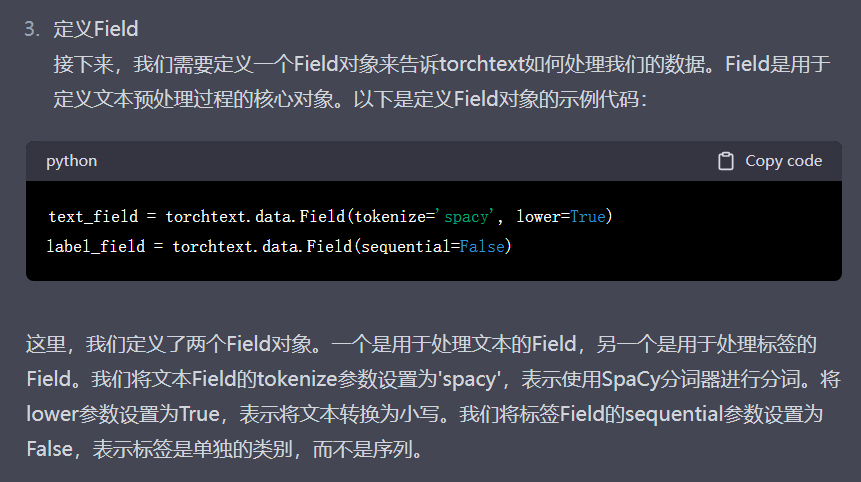 3. 定义Field
接下来，我们需要定义一个Field对象来告诉torchtext如何处理我们的数据。Field是用于
定义文本预处理过程的核心对象。以下是定义Field对象的示例代码：
python Copy code
text_field = torchtext.data.Field(tokenize='spacy', lower=True)
label_field = torchtext.data.Field(sequential=False)
这里，我们定义了两个Field对象。一个是用于处理文本的Field，另一个是用于处理标签的
Field。我们将文本Field的tokenize参数设置为'spacy'，表示使用SpaCy分词器进行分词。将
lower参数设置为True，表示将文本转换为小写。我们将标签Field的sequential参数设置为
False，表示标签是单独的类别，而不是序列。